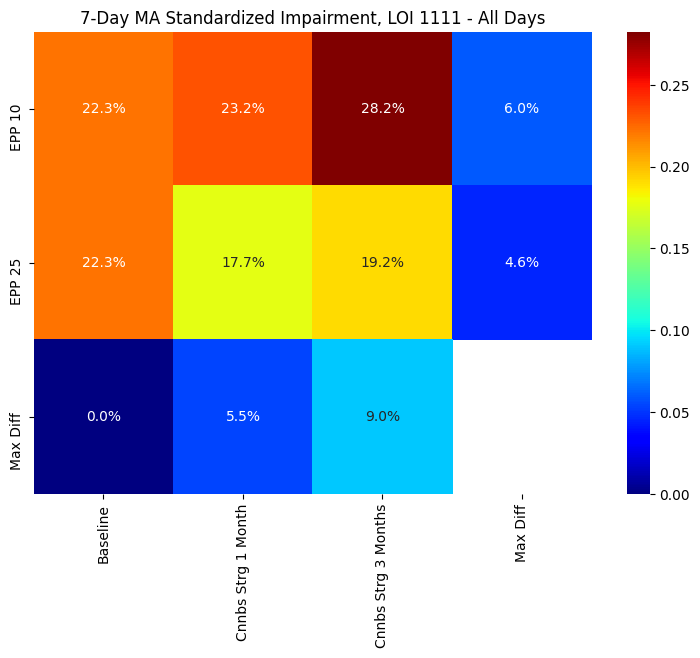 7-Day MA Standardized Impairment, LOI 1111 - All Days
EPP 10
22.3%
23.2%
28.2%
6.0%
EPP 25
22.3%
17.7%
19.2%
4.6%
Max Diff
0.0%
5.5%
9.0%
Baseline
Cnnbs Strg 1 Month
Cnnbs Strg 3 Months
Max Diff
0.25
0.20
0.15
0.10
0.05
0.00